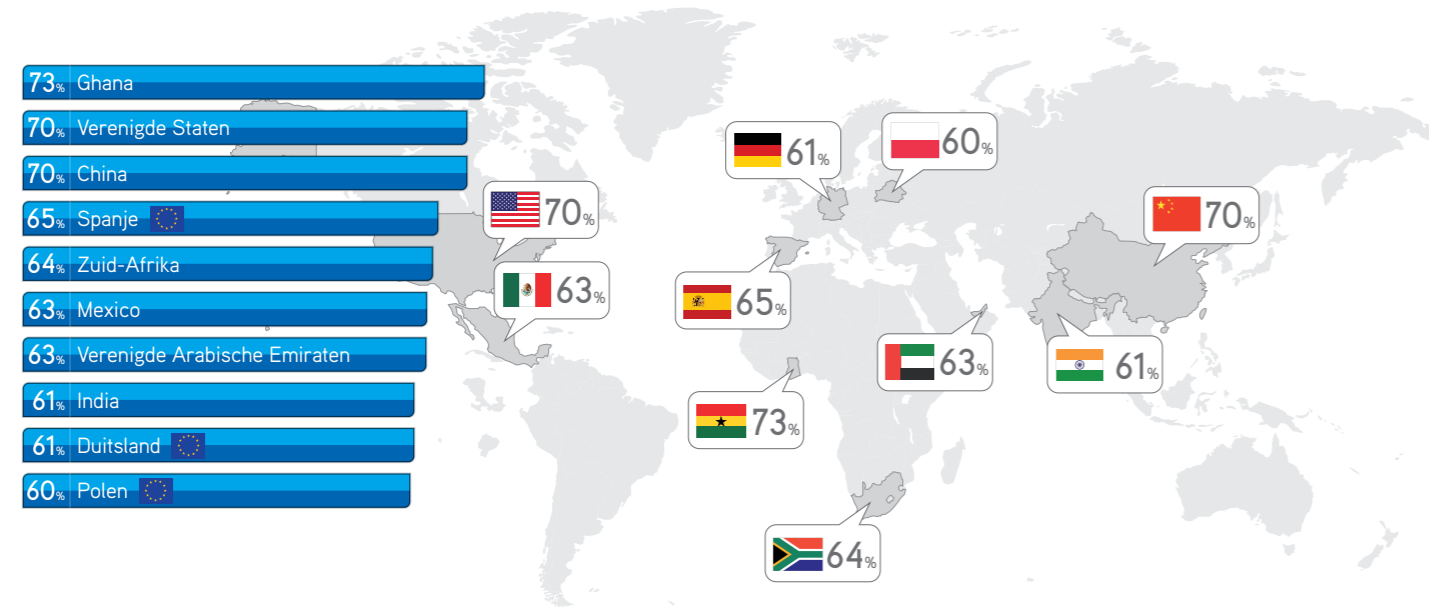 73% Ghana
70% Verenigde Staten
70% China
65% Spanje
64% Zuid-Afrika
63% Mexico
63% Verenigde Arabische Emiraten
61% India
61% Duitsland
60% Polen
61%
60%
70%
70%
63%
65%
63%
61%
73%
64%